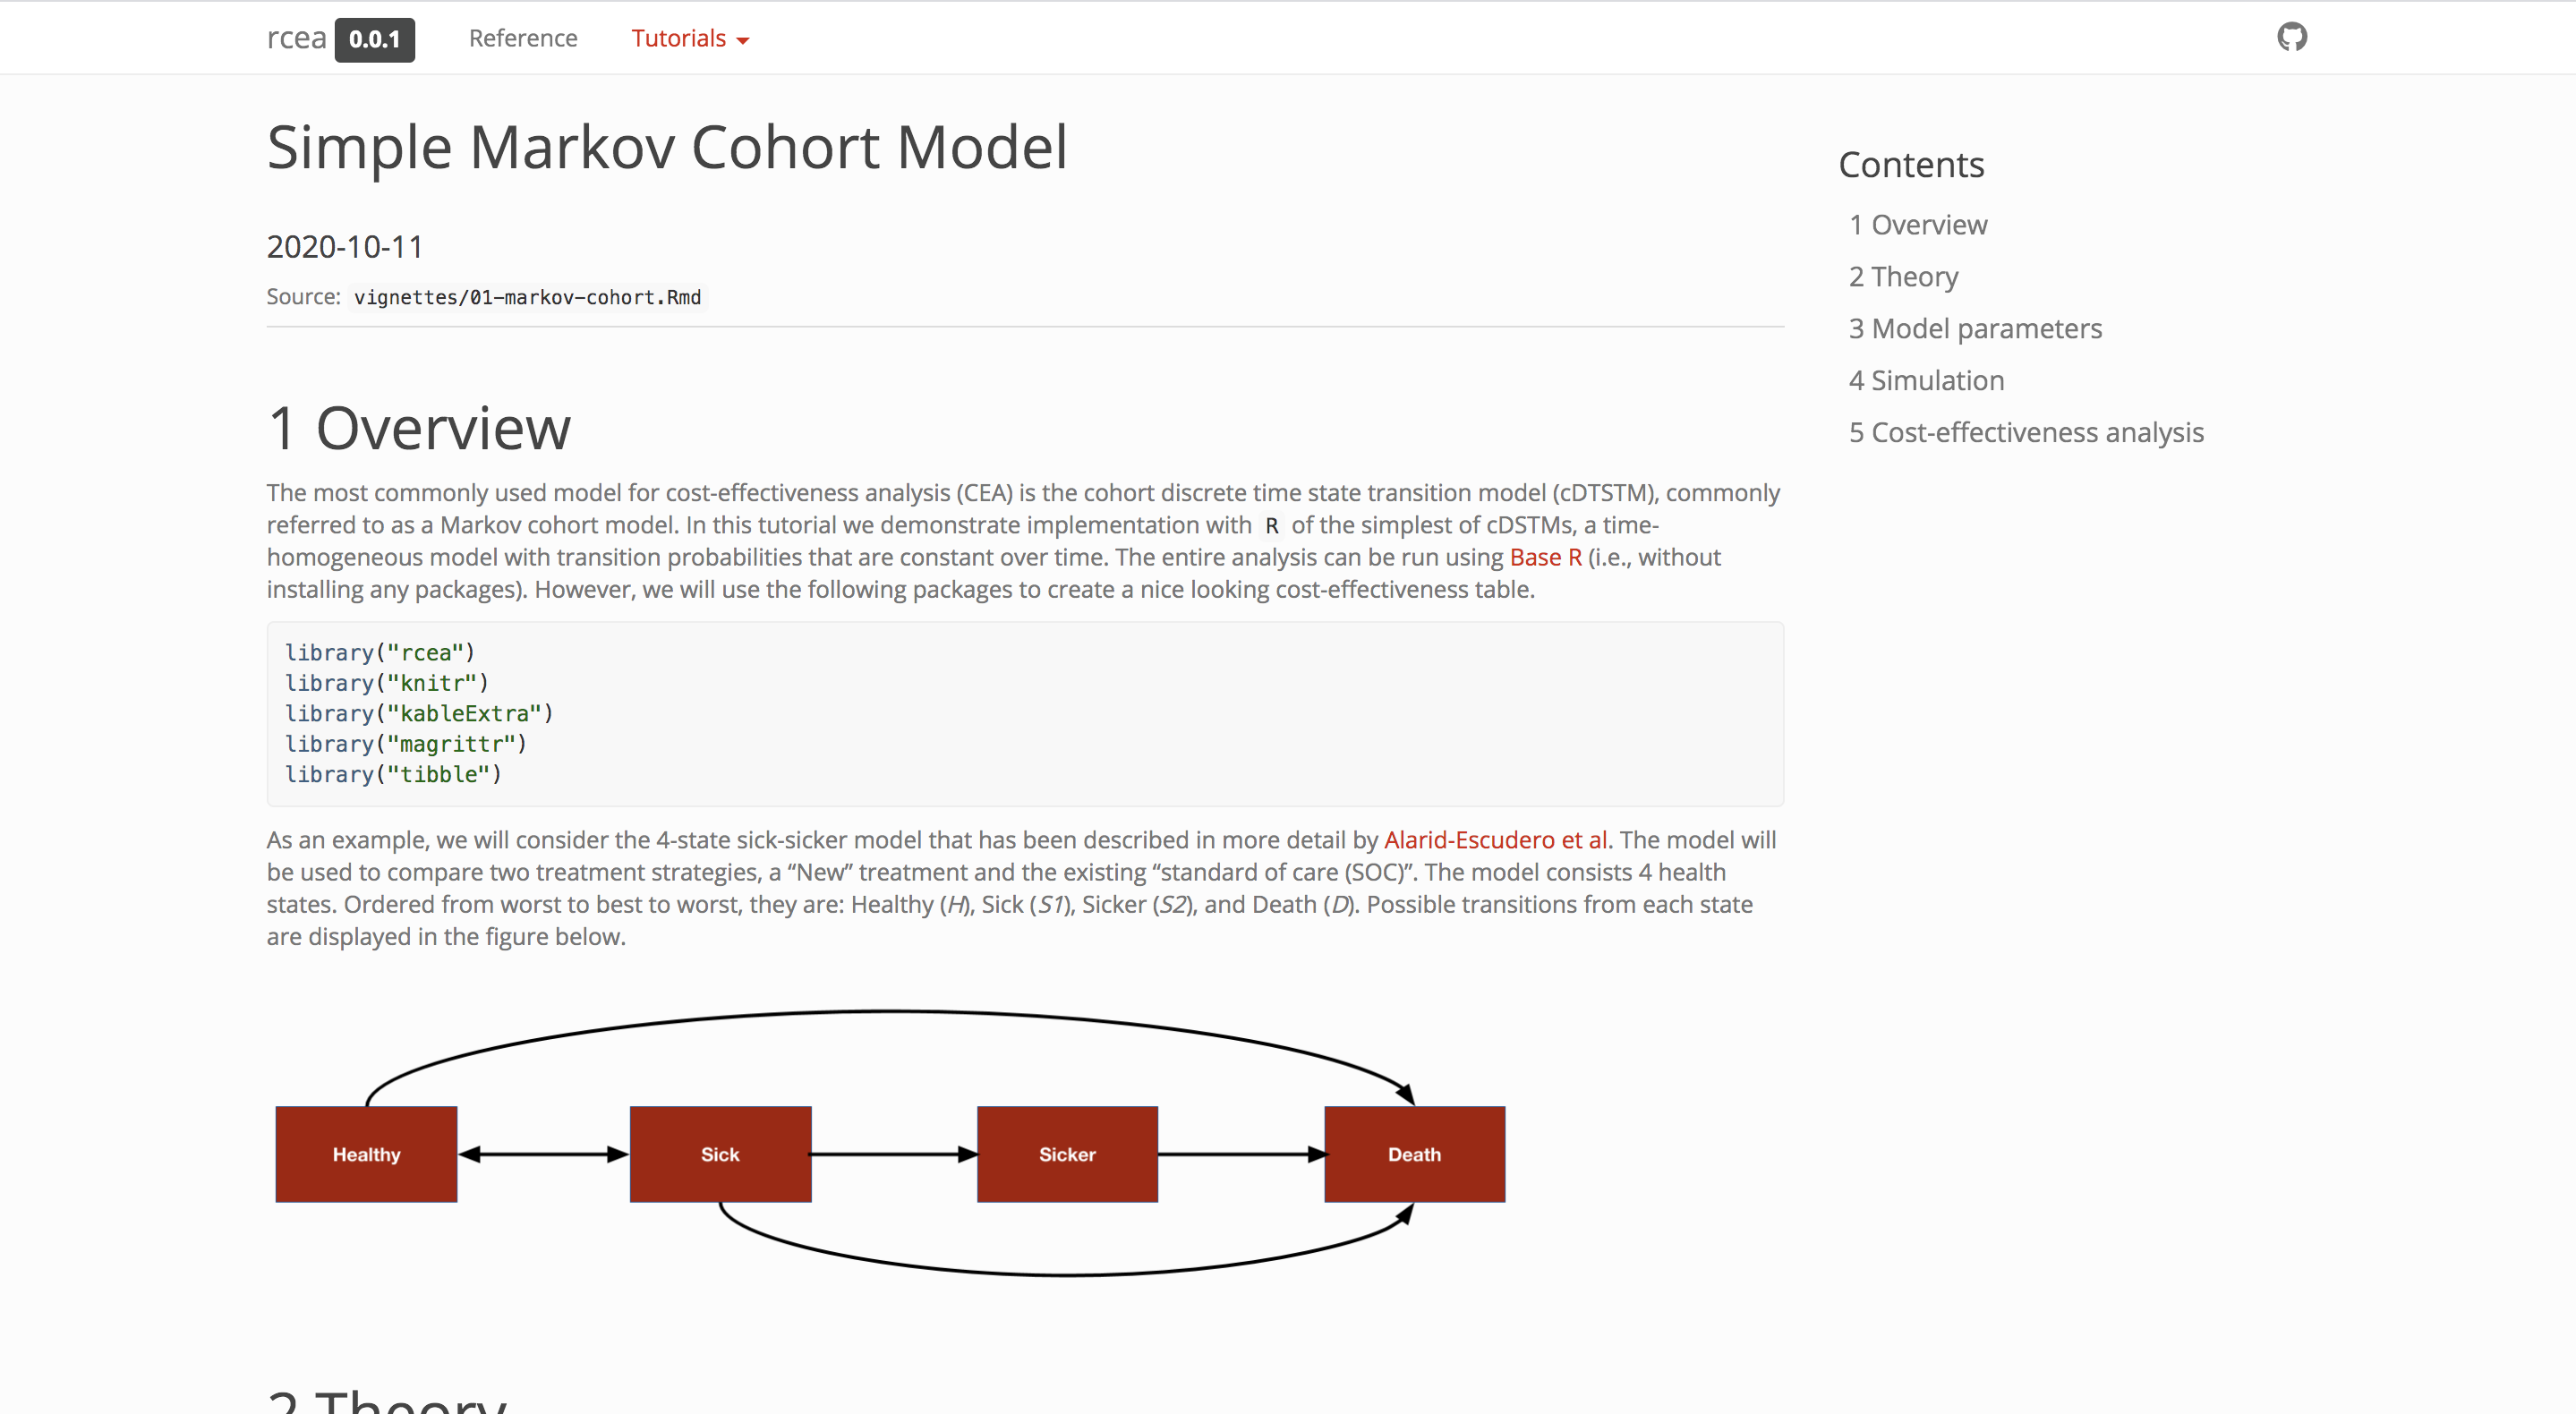 rcea 0.0.1 Reference Tutorials
Simple Markov Cohort Model
2020-10-11
Source: vignettes/01-markov-cohort.Rmd
1 Overview
The most commonly used model for cost-effectiveness analysis (CEA) is the cohort discrete time state transition model (cDTSTM), commonly
referred to as a Markov cohort model. In this tutorial we demonstrate implementation with R of the simplest of cDSTMs, a time-
homogeneous model with transition probabilities that are constant over time. The entire analysis can be run using Base R (i.e., without
installing any packages). However, we will use the following packages to create a nice looking cost-effectiveness table.
library("rcea")
library("knitr")
library("kableExtra")
library("magrittr")
library("tibble")
As an example, we will consider the 4-state sick-sicker model that has been described in more detail by Alarid-Escudero et al. The model will
be used to compare two treatment strategies, a “New” treatment and the existing “standard of care (SOC)”. The model consists 4 health
states. Ordered from worst to best to worst, they are: Healthy (H), Sick (S1), Sicker (S2), and Death (D). Possible transitions from each state
are displayed in the figure below.
Healthy
Sick
Sicker
Death
2 Theory
Contents
1 Overview
2 Theory
3 Model parameters
4 Simulation
5 Cost-effectiveness analysis